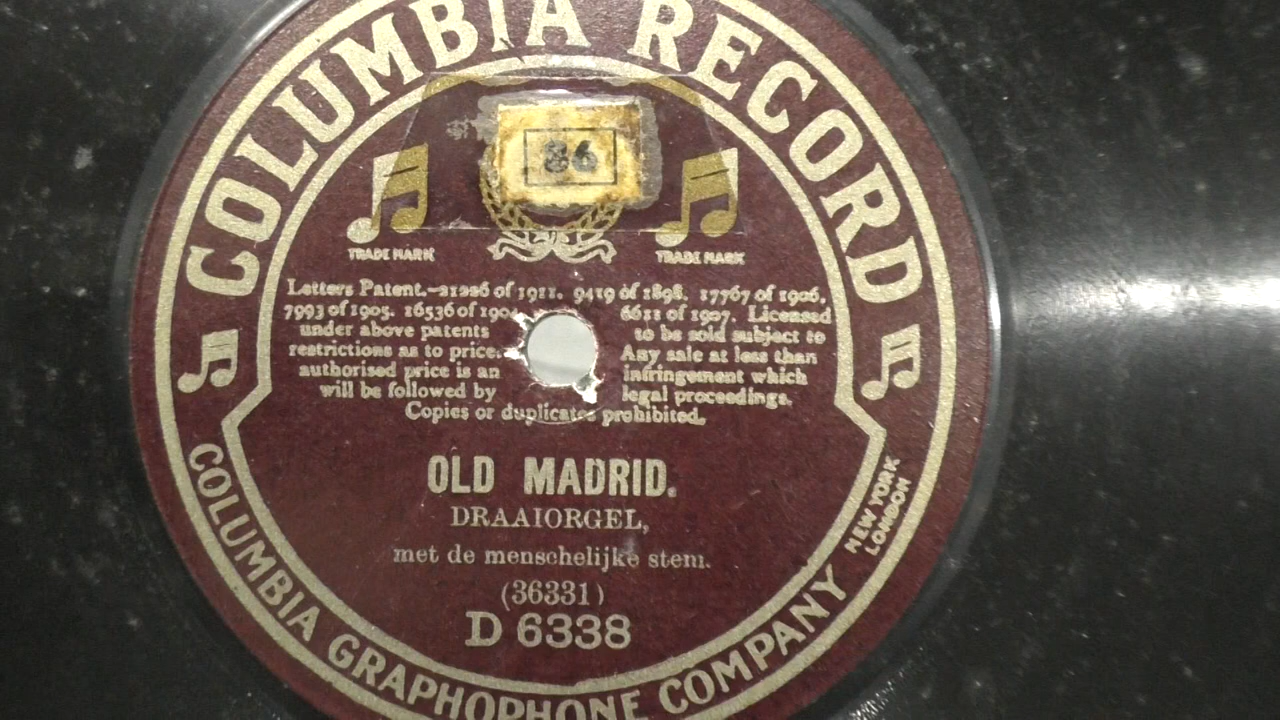 COLUMBIA RECORD
86
TRADE MARK TRADE MARK
Letters Patent.—21226 of 1911. 9419 of 1898. 17767 of 1906.
7993 of 1905. 16536 of 1904 6611 of 1907. Licensed
under above patents to be sold subject to
restrictions as to price. Any sale at less than
authorised price is an infringement which
will be followed by legal proceedings.
Copies or duplicates prohibited.
OLD MADRID.
DRAAIORGEL,
met de menschelijke stem.
(36331)
D 6338
COLUMBIA GRAPHOPHONE COMPANY
NEW YORK
LONDON